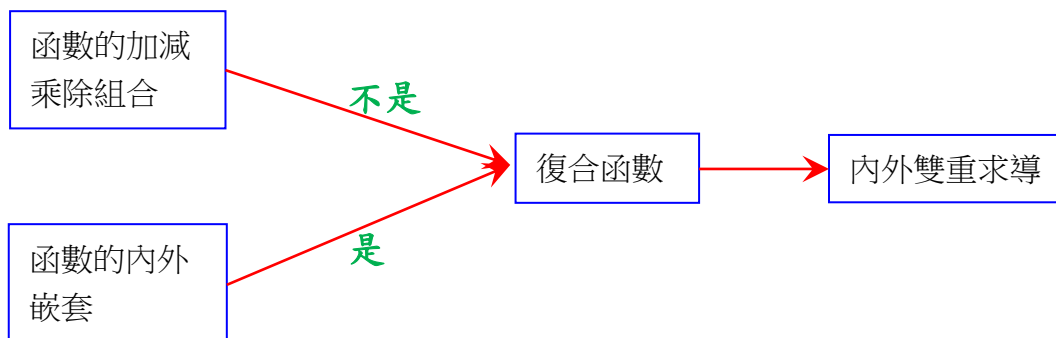 函數的加減
乘除組合
不是
復合函數
內外雙重求導
函數的內外
嵌套
是